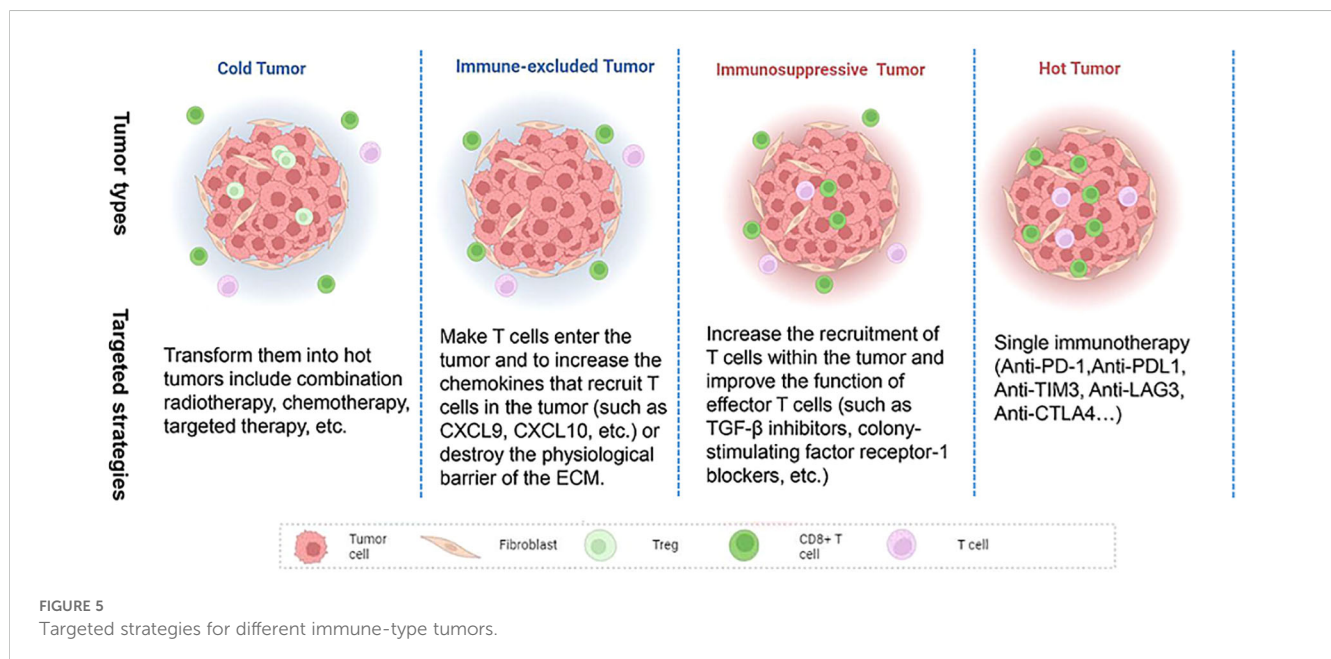 Cold Tumor
Immune-excluded Tumor
Immunosuppressive Tumor
Hot Tumor
Tumor types
Targeted strategies
Transform them into hot
tumors include combination
radiotherapy, chemotherapy,
targeted therapy, etc.
Make T cells enter the
tumor and to increase the
chemokines that recruit T
cells in the tumor (such as
CXCL9, CXCL10, etc.) or
destroy the physiological
barrier of the ECM.
Increase the recruitment of
T cells within the tumor and
improve the function of
effector T cells (such as
TGF-β inhibitors, colony-
stimulating factor receptor-1
blockers, etc.)
Single immunotherapy
(Anti-PD-1,Anti-PDL1,
Anti-TIM3, Anti-LAG3,
Anti-CTLA4...)
Tumor
cell
Fibroblast
Treg
CD8+ T
cell
T cell
FIGURE 5
Targeted strategies for different immune-type tumors.